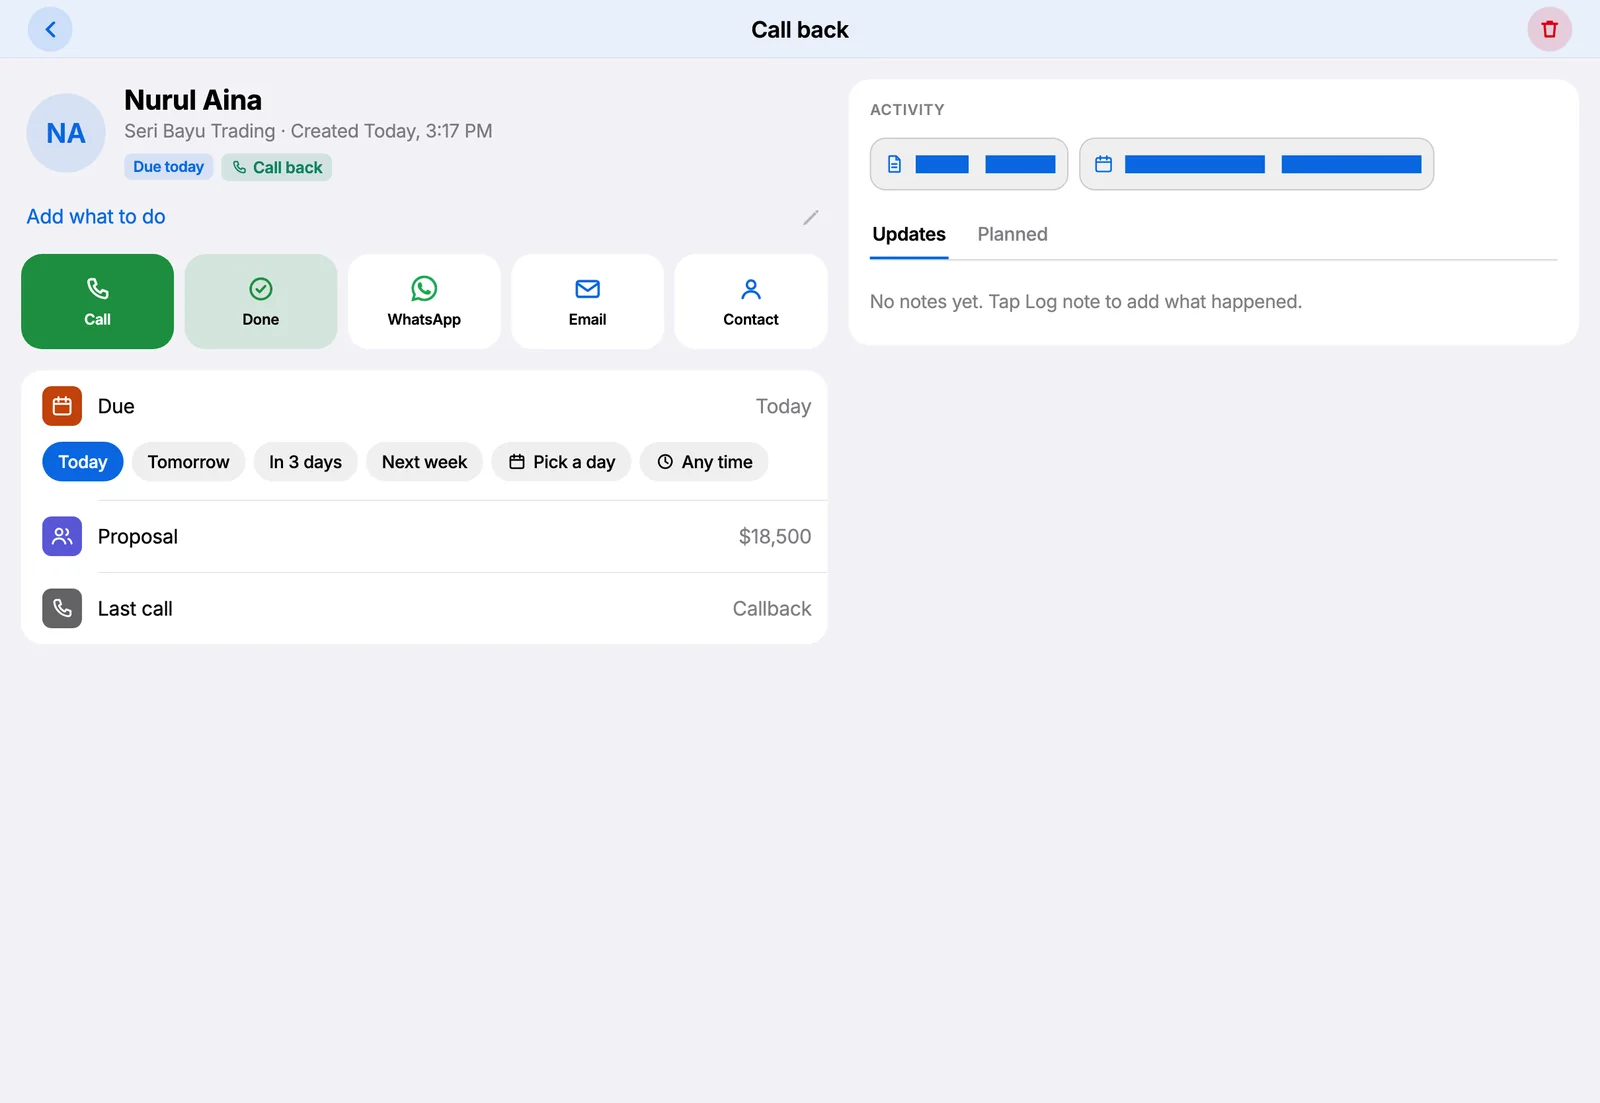 Call back
NA
Nurul Aina
Seri Bayu Trading · Created Today, 3:17 PM
Due today
Call back
Add what to do
Call
Done
WhatsApp
Email
Contact
Due
Today
Today
Tomorrow
In 3 days
Next week
Pick a day
Any time
Proposal
$18,500
Last call
Callback
ACTIVITY
Updates
Planned
No notes yet. Tap Log note to add what happened.